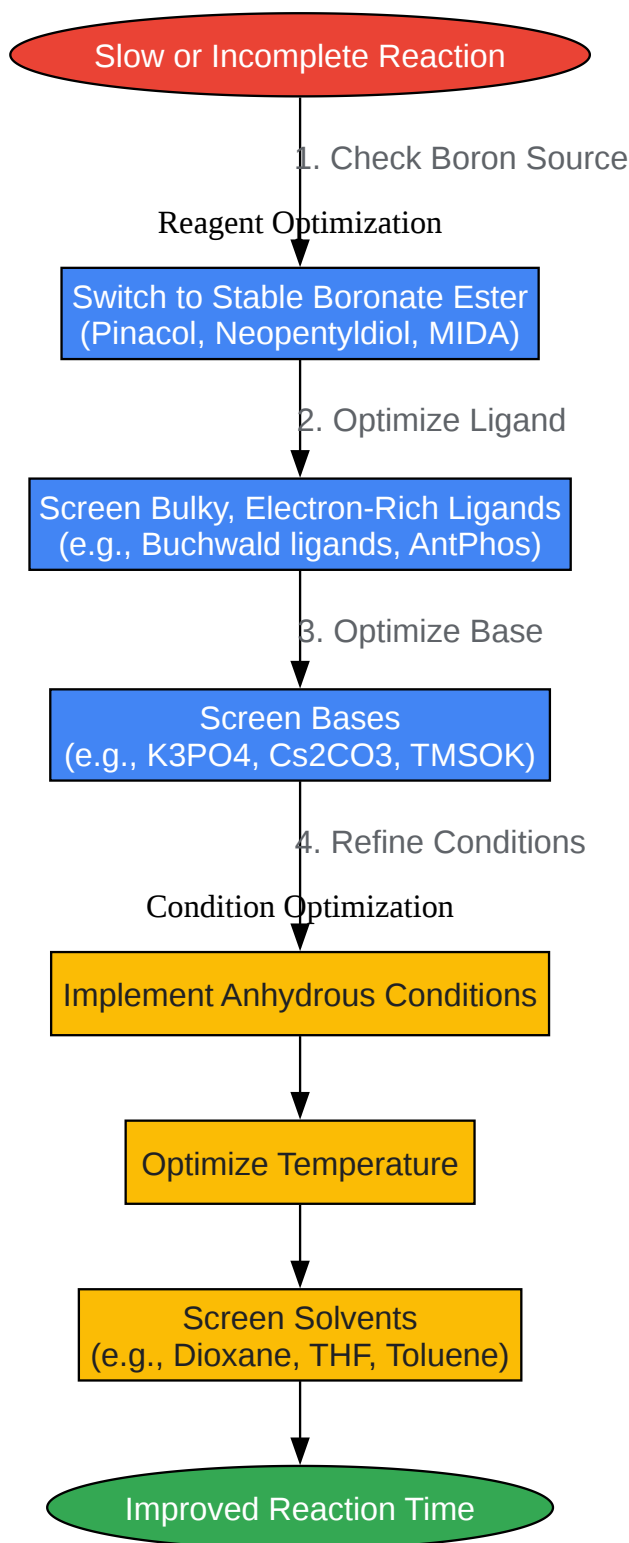 Slow or Incomplete Reaction
1. Check Boron Source
Reagent Optimization
Switch to Stable Boronate Ester
(Pinacol, Neopentyldiol, MIDA)
2. Optimize Ligand
Screen Bulky, Electron-Rich Ligands
(e.g., Buchwald ligands, AntPhos)
3. Optimize Base
Screen Bases
(e.g., K3PO4, Cs2CO3, TMSOK)
4. Refine Conditions
Condition Optimization
Implement Anhydrous Conditions
Optimize Temperature
Screen Solvents
(e.g., Dioxane, THF, Toluene)
Improved Reaction Time